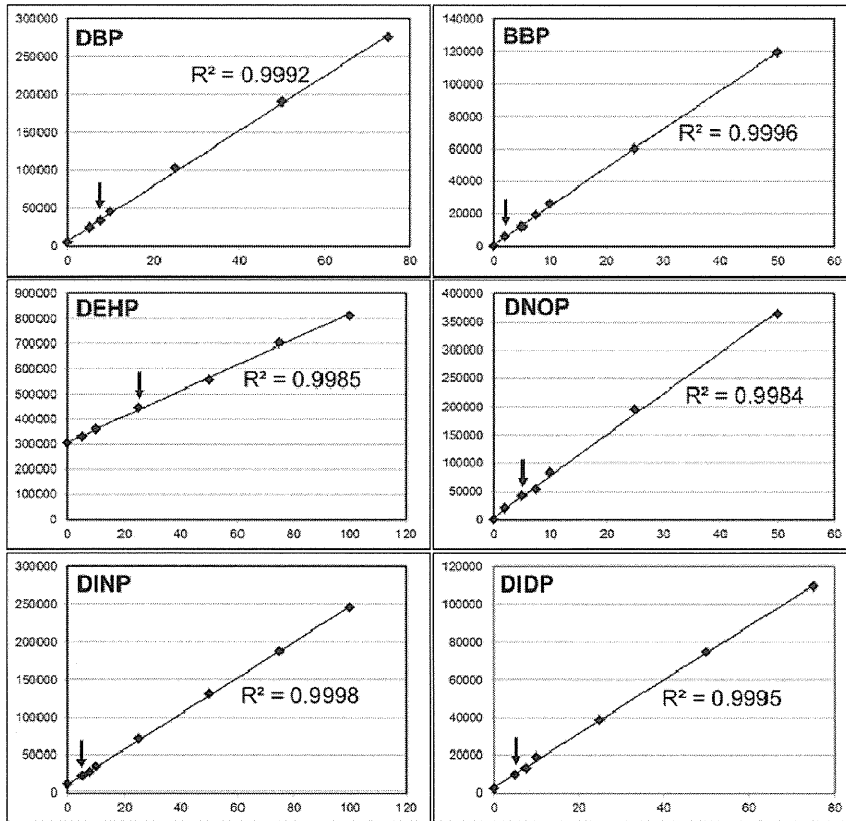 DBP
R² = 0.9992
300000
250000
200000
150000
100000
50000
0
0 20 40 60 80
BBP
R² = 0.9996
140000
120000
100000
80000
60000
40000
20000
0
0 10 20 30 40 50 60
DEHP
R² = 0.9985
900000
800000
700000
600000
500000
400000
300000
200000
100000
0
0 20 40 60 80 100 120
DNOP
R² = 0.9984
400000
350000
300000
250000
200000
150000
100000
50000
0
0 10 20 30 40 50 60
DINP
R² = 0.9998
300000
250000
200000
150000
100000
50000
0
0 20 40 60 80 100 120
DIDP
R² = 0.9995
120000
100000
80000
60000
40000
20000
0
0 20 40 60 80